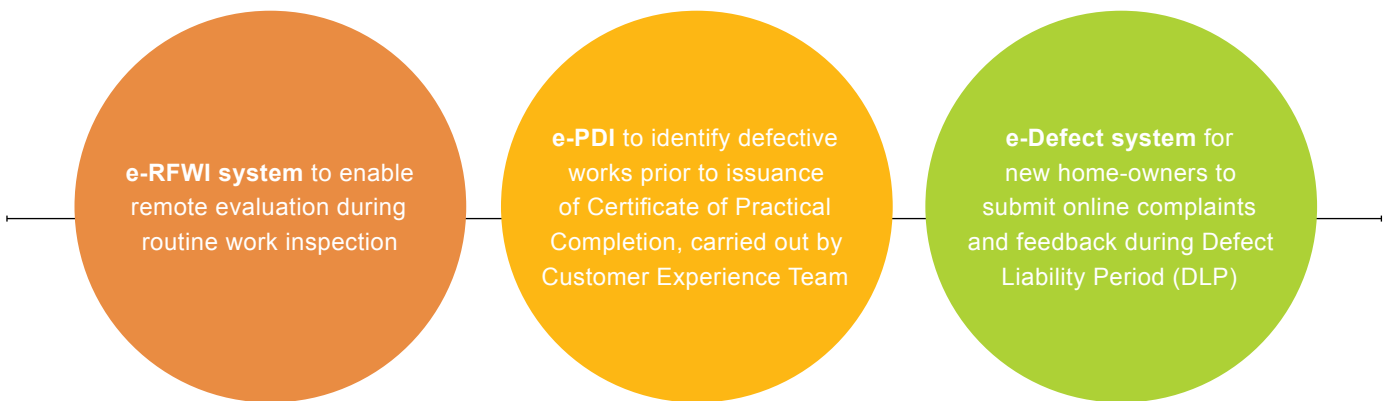 e-RFWI system to enable
remote evaluation during
routine work inspection
e-PDI to identify defective
works prior to issuance
of Certificate of Practical
Completion, carried out by
Customer Experience Team
e-Defect system for
new home-owners to
submit online complaints
and feedback during Defect
Liability Period (DLP)